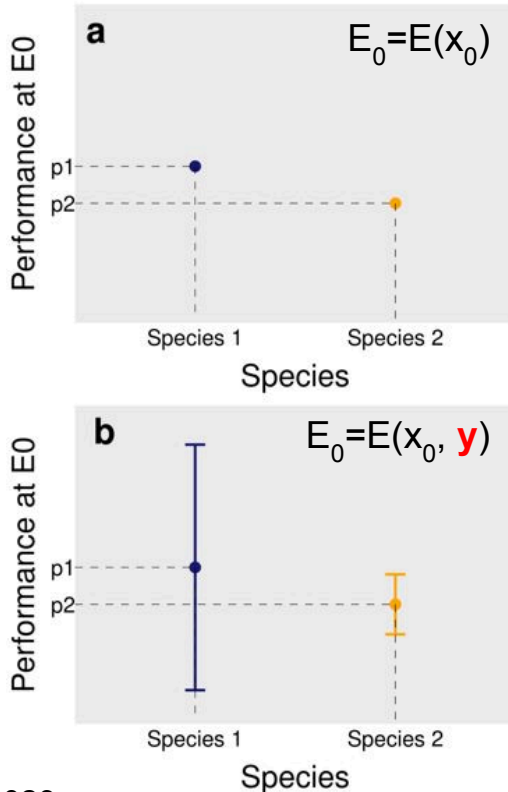 a
E₀=E(x₀)
Performance at E0
p1
p2
Species 1 Species 2
Species
b
E₀=E(x₀, y)
Performance at E0
p1
p2
Species 1 Species 2
Species